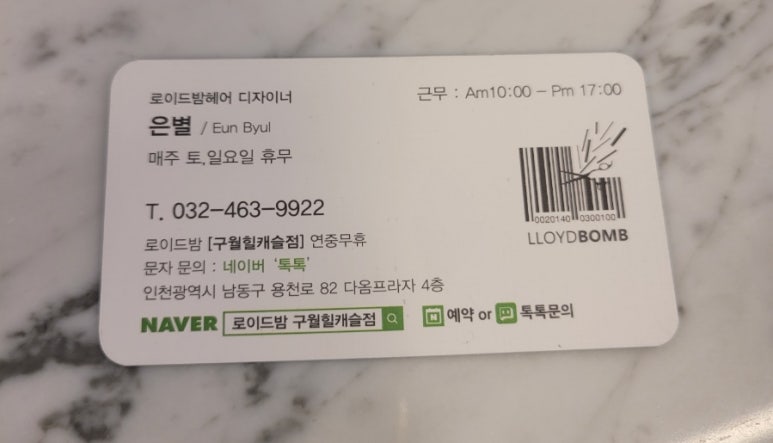 로이드밤헤어 디자이너
근무 : Am10:00 - Pm 17:00
은별 / Eun Byul
매주 토,일요일 휴무
T. 032-463-9922
0020140 0300100
LLOYDBOMB
로이드밤 [구월힐캐슬점] 연중무휴
문자 문의 : 네이버 '톡톡'
인천광역시 남동구 용천로 82 다옴프라자 4층
NAVER 로이드밤 구월힐캐슬점 N 예약 or 톡톡문의